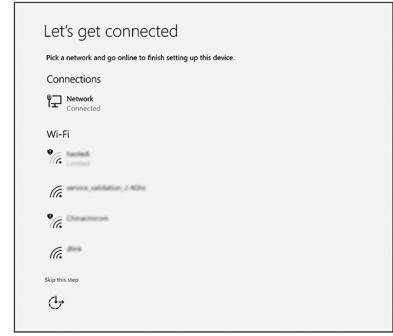 Let's get connected
Pick a network and go online to finish setting up this device.
Connections
Network
Connected
Wi-Fi
Limited
service_validation_2.4Ghz
ChinaUnicom
dlink
Skip this step